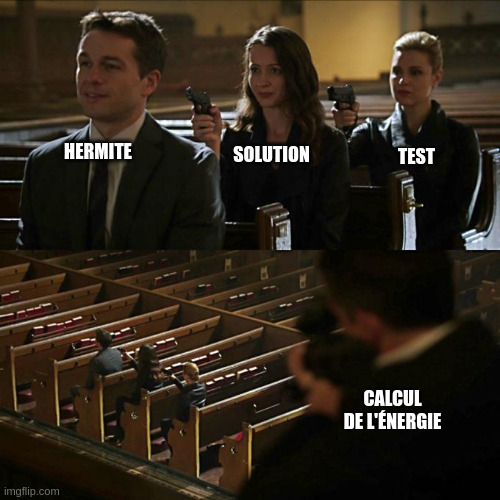 HERMITE
SOLUTION
TEST
CALCUL
DE L'ÉNERGIE
imgflip.com